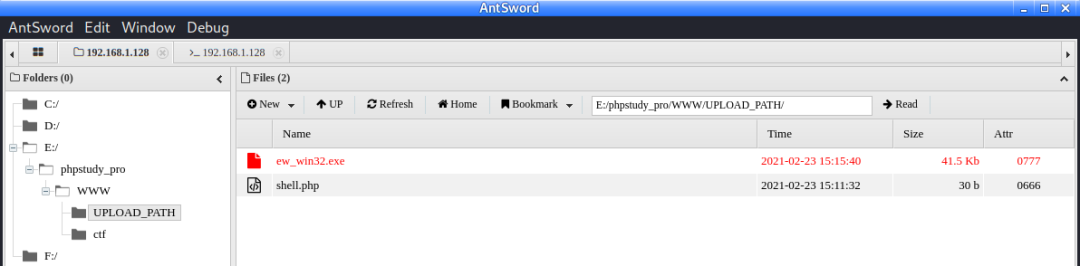 AntSword
AntSword Edit Window Debug
192.168.1.128 >_ 192.168.1.128
Folders (0) Files (2)
New UP Refresh Home Bookmark E:/phpstudy_pro/WWW/UPLOAD_PATH/ Read
C:/
D:/
E:/
phpstudy_pro
WWW
UPLOAD_PATH
ctf
F:/
Name Time Size Attr
ew_win32.exe 2021-02-23 15:15:40 41.5 Kb 0777
shell.php 2021-02-23 15:11:32 30 b 0666